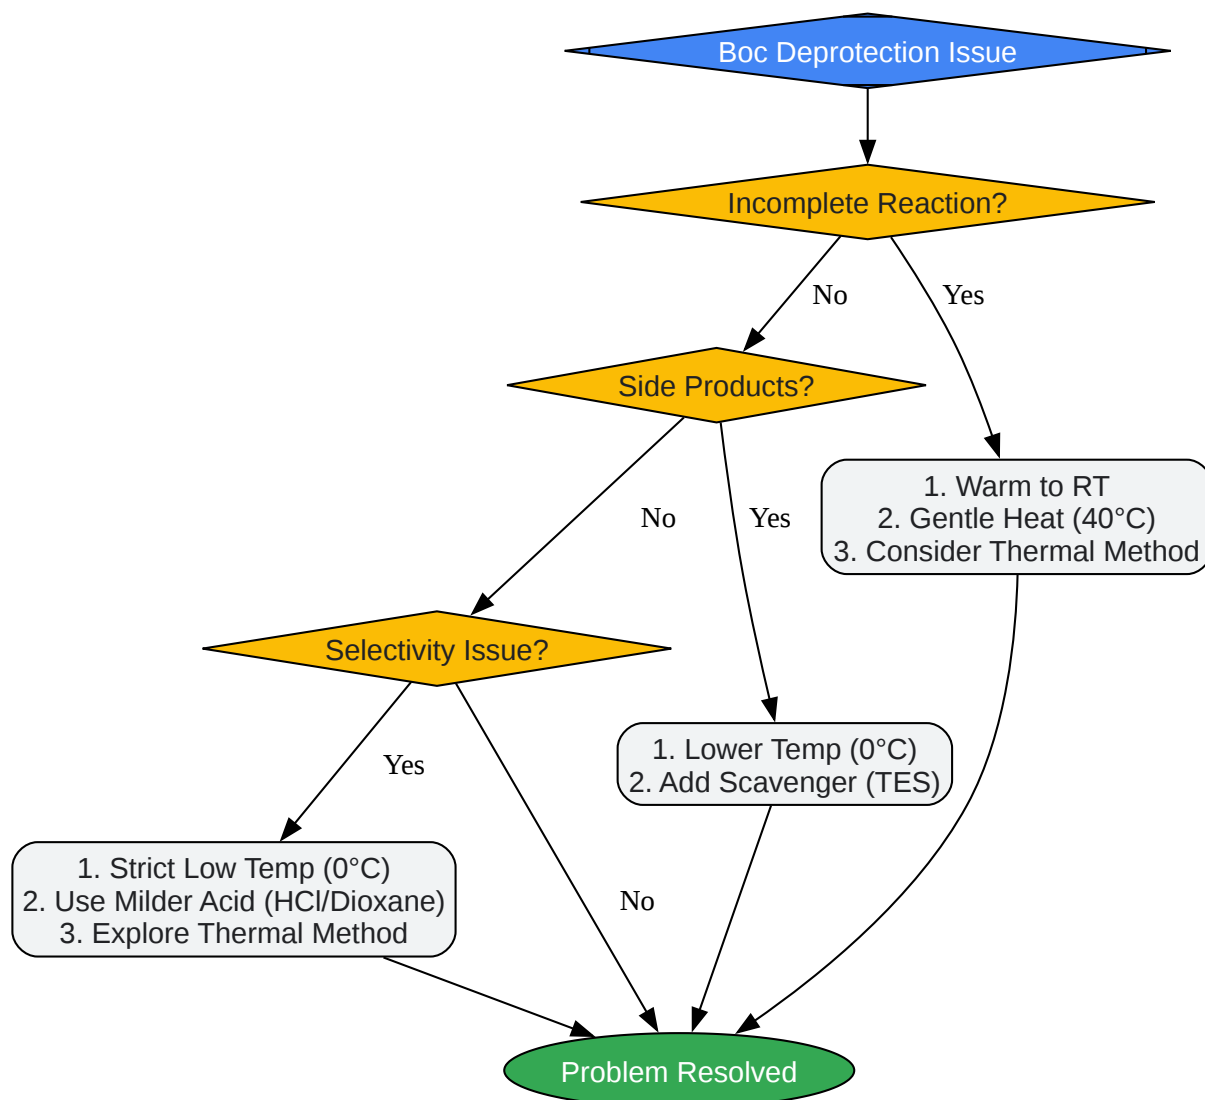 Boc Deprotection Issue
Incomplete Reaction?
No
Yes
Side Products?
1. Warm to RT
2. Gentle Heat (40°C)
3. Consider Thermal Method
No
Yes
Selectivity Issue?
1. Lower Temp (0°C)
2. Add Scavenger (TES)
Yes
1. Strict Low Temp (0°C)
2. Use Milder Acid (HCl/Dioxane)
3. Explore Thermal Method
No
Problem Resolved